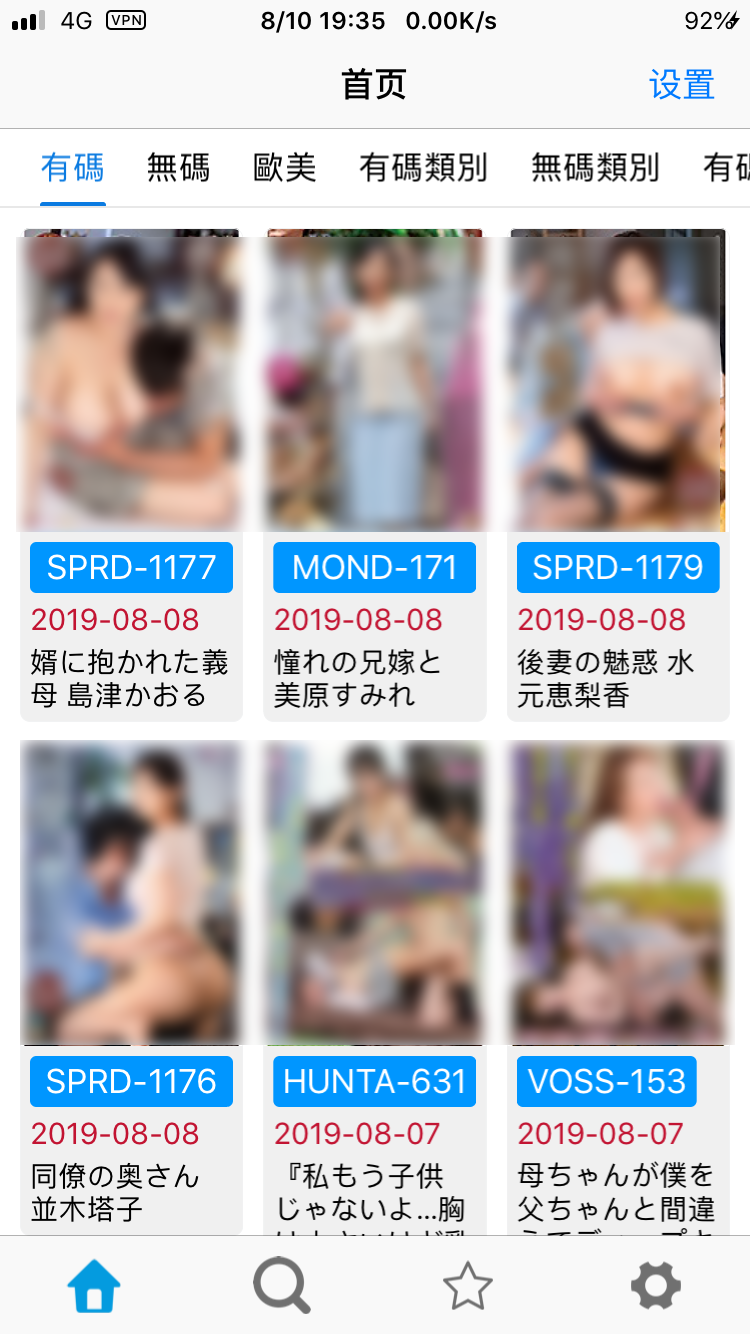 4G VPN 8/10 19:35 0.00K/s 92%
首页 设置
有碼 無碼 歐美 有碼類別 無碼類別 有
SPRD-1177 MOND-171 SPRD-1179
2019-08-08 2019-08-08 2019-08-08
婿に抱かれた義 憧れの兄嫁と 後妻の魅惑 水
母 島津かおる 美原すみれ 元恵梨香
SPRD-1176 HUNTA-631 VOSS-153
2019-08-08 2019-08-07 2019-08-07
同僚の奥さん 『私もう子供 母ちゃんが僕を
並木塔子 じゃないよ…胸 父ちゃんと間違